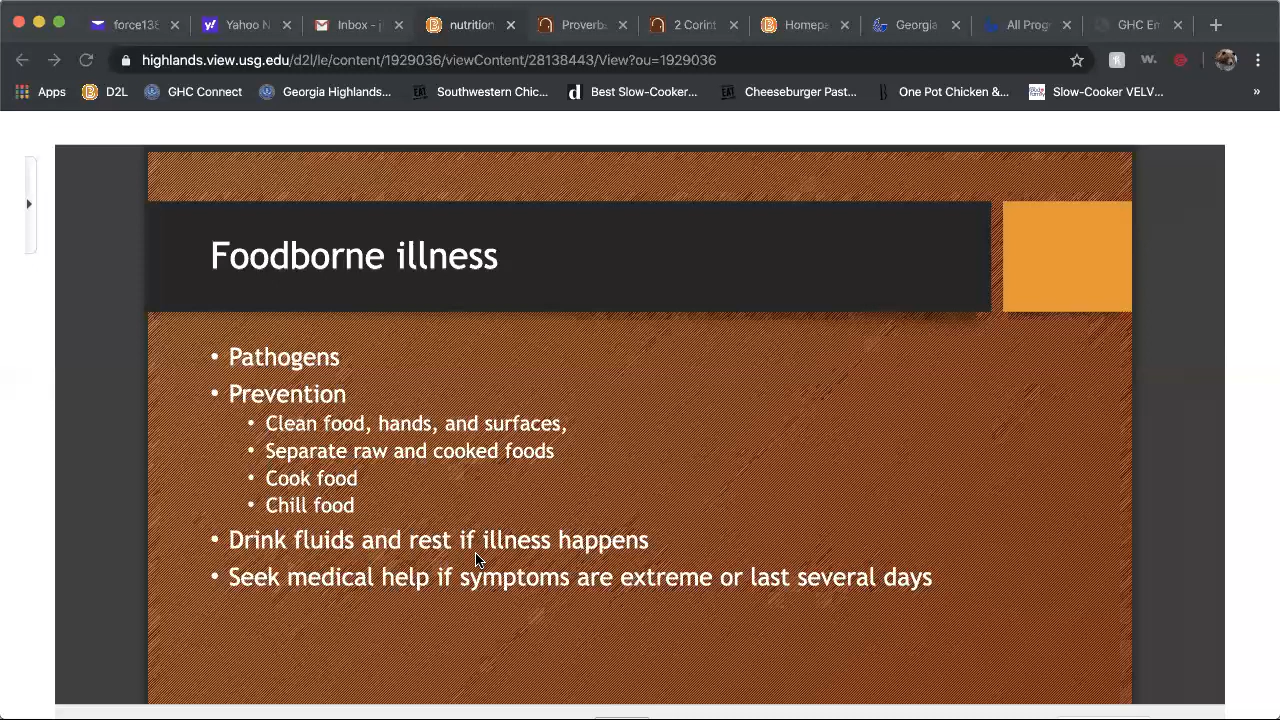 force138
Yahoo N
Inbox - j
nutrition
Proverb
2 Corint
Homepa
Georgia
All Prog
GHC Em
highlands.view.usg.edu/d2l/le/content/1929036/viewContent/28138443/View?ou=1929036
w.
Apps
D2L
GHC Connect
Georgia Highlands...
Southwestern Chic...
Best Slow-Cooker...
Cheeseburger Past...
One Pot Chicken &...
Slow-Cooker VELV...
»
Foodborne illness
• Pathogens
• Prevention
• Clean food, hands, and surfaces,
• Separate raw and cooked foods
• Cook food
• Chill food
• Drink fluids and rest if illness happens
• Seek medical help if symptoms are extreme or last several days